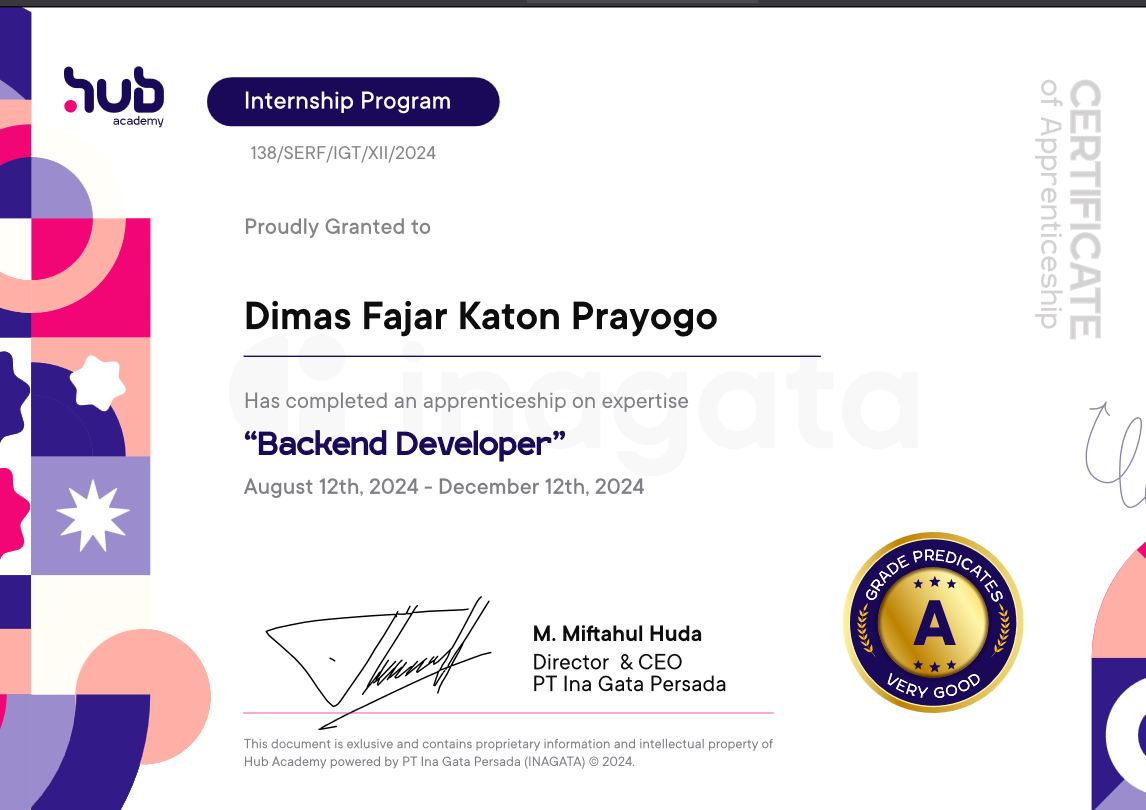 hub
academy
Internship Program
138/SERF/IGT/XII/2024
CERTIFICATE
of Apprenticeship
Proudly Granted to
Dimas Fajar Katon Prayogo
inagata
Has completed an apprenticeship on expertise
“Backend Developer”
August 12th, 2024 - December 12th, 2024
GRADE PREDICATES
A
VERY GOOD
M. Miftahul Huda
Director & CEO
PT Ina Gata Persada
This document is exlusive and contains proprietary information and intellectual property of
Hub Academy powered by PT Ina Gata Persada (INAGATA) © 2024.